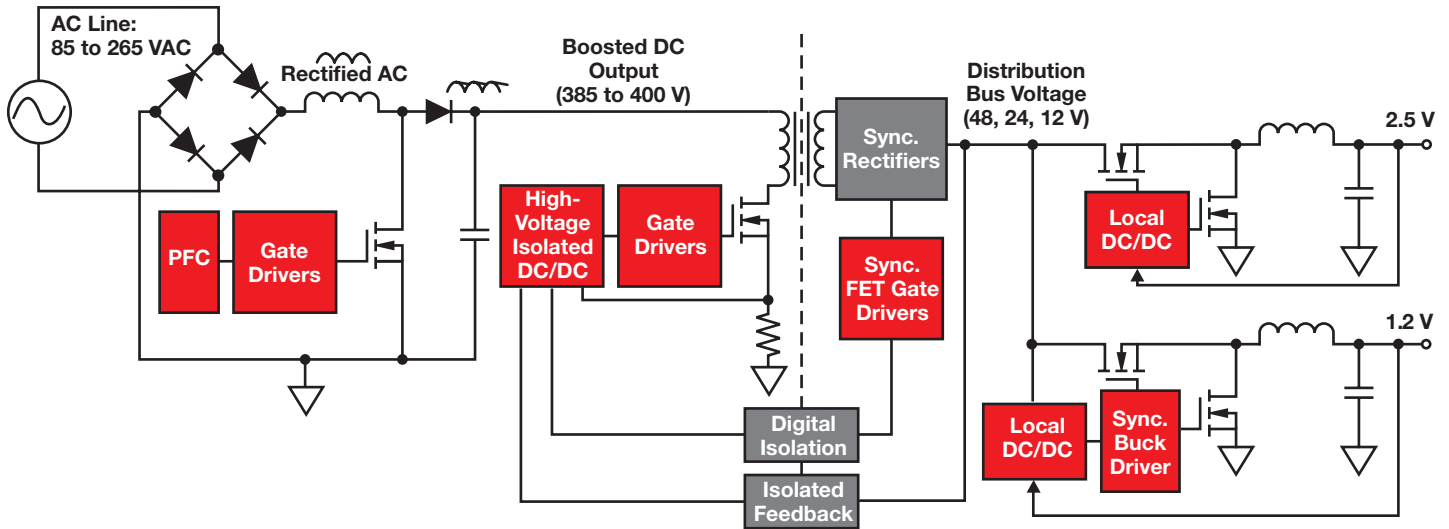 AC Line:
85 to 265 VAC
Rectified AC
Boosted DC
Output
(385 to 400 V)
Distribution
Bus Voltage
(48, 24, 12 V)
2.5 V
Sync.
Rectifiers
PFC
Gate
Drivers
High-
Voltage
Isolated
DC/DC
Gate
Drivers
Sync.
FET Gate
Drivers
Local
DC/DC
1.2 V
Digital
Isolation
Isolated
Feedback
Local
DC/DC
Sync.
Buck
Driver